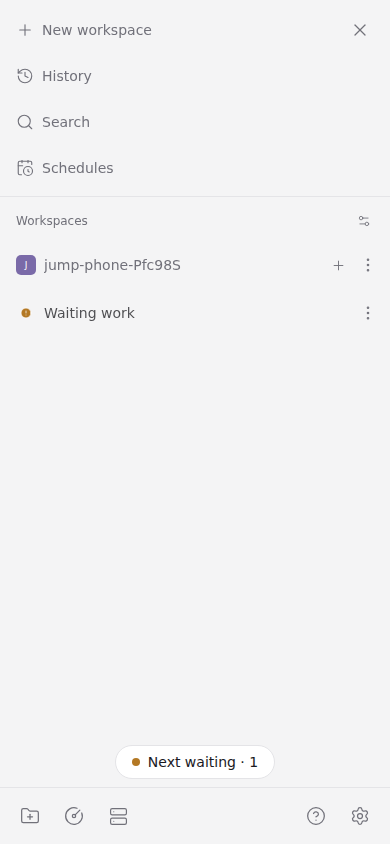 New workspace
History
Search
Schedules
Workspaces
J jump-phone-Pfc98S
Waiting work
Next waiting · 1